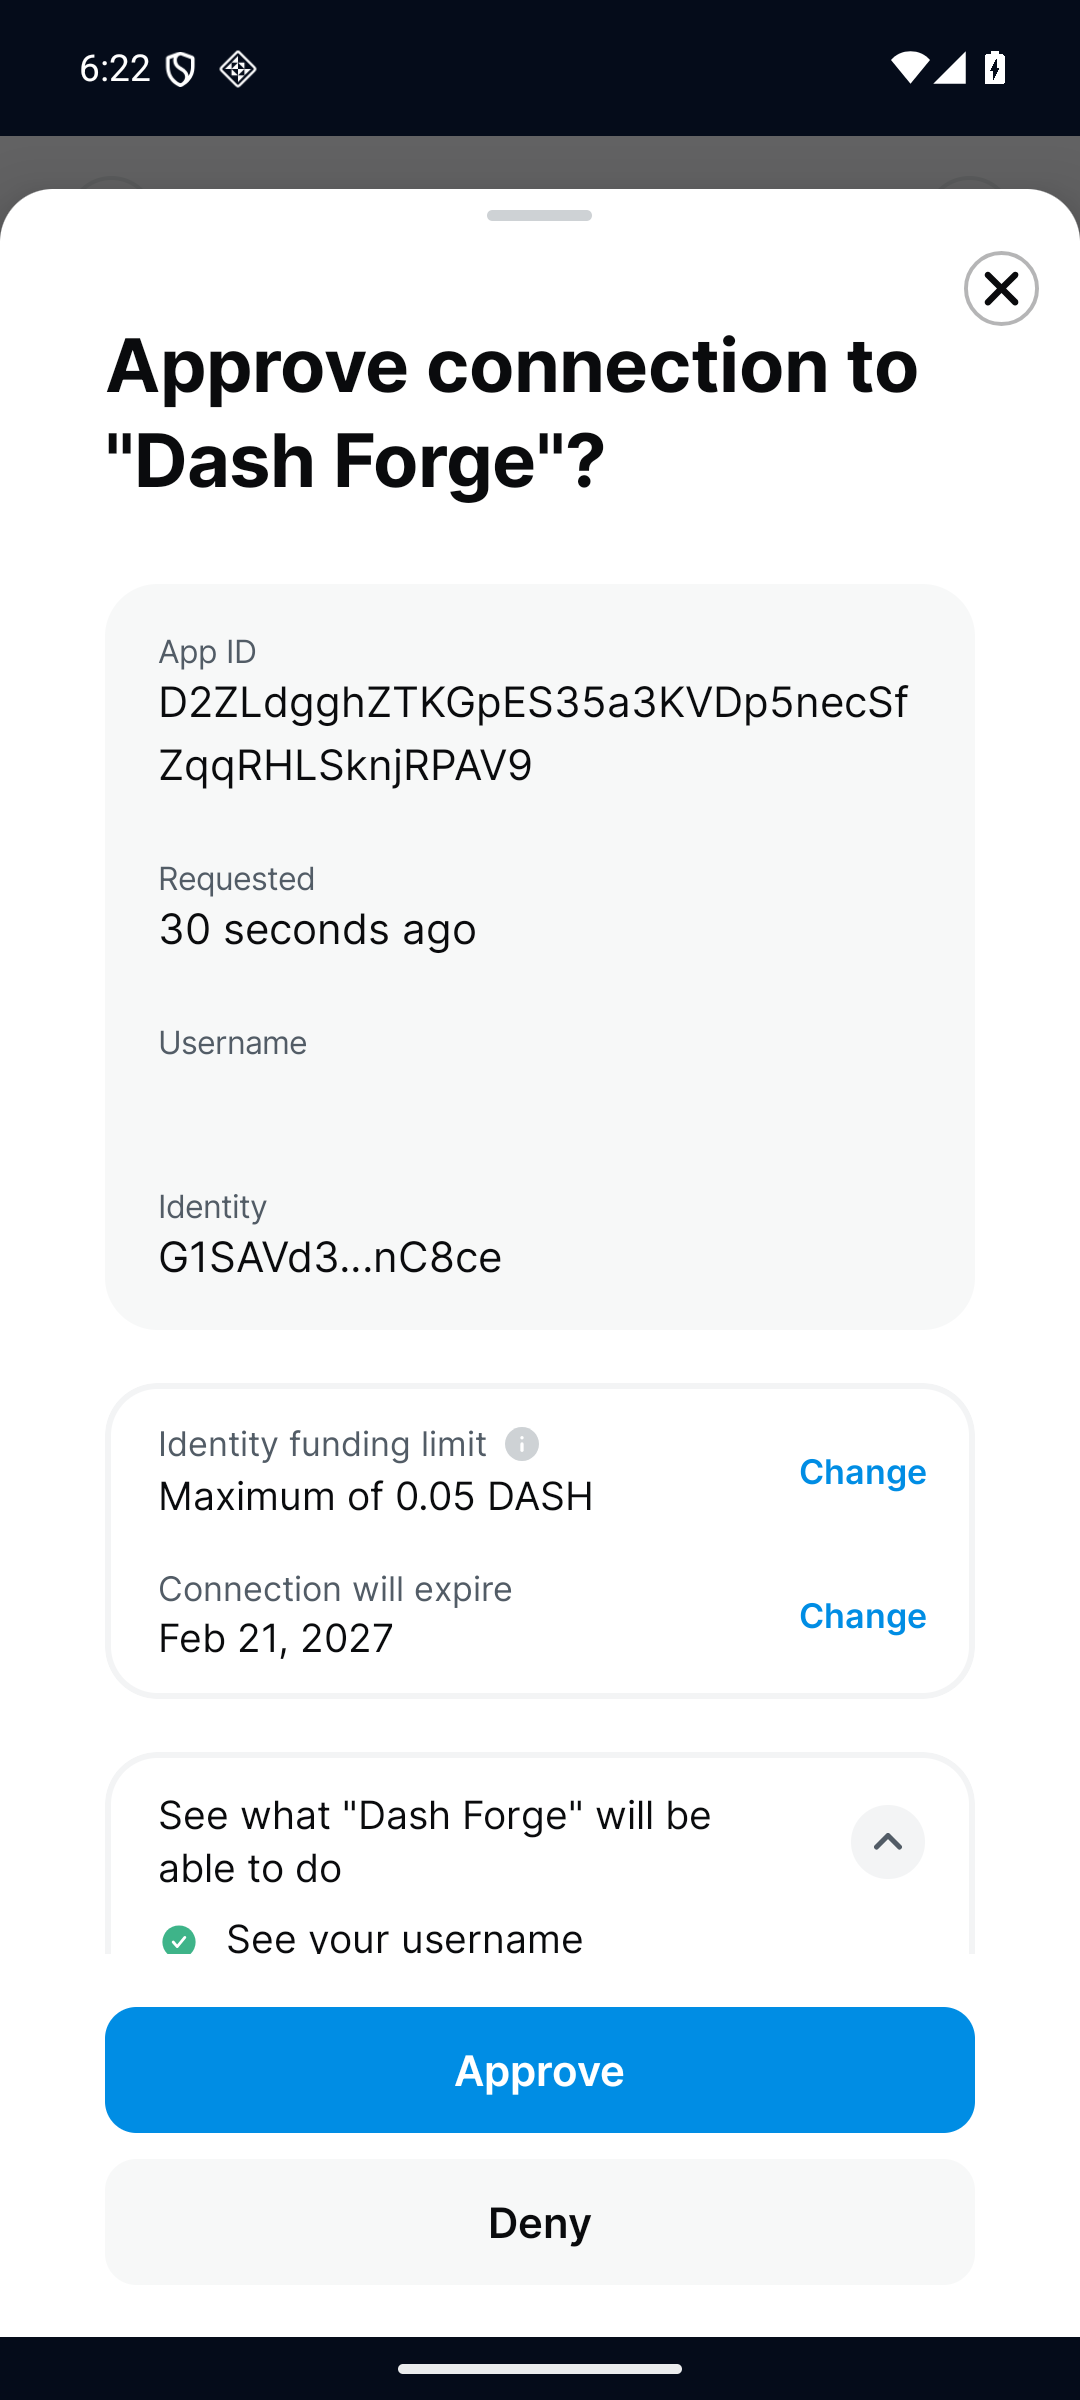 6:22
Approve connection to
"Dash Forge"?
App ID
D2ZLdgghZTKGpES35a3KVDp5necSf
ZqqRHLSknjRPAV9
Requested
30 seconds ago
Username
Identity
G1SAVd3...nC8ce
Identity funding limit
Maximum of 0.05 DASH
Change
Connection will expire
Feb 21, 2027
Change
See what "Dash Forge" will be
able to do
See your username
Approve
Deny